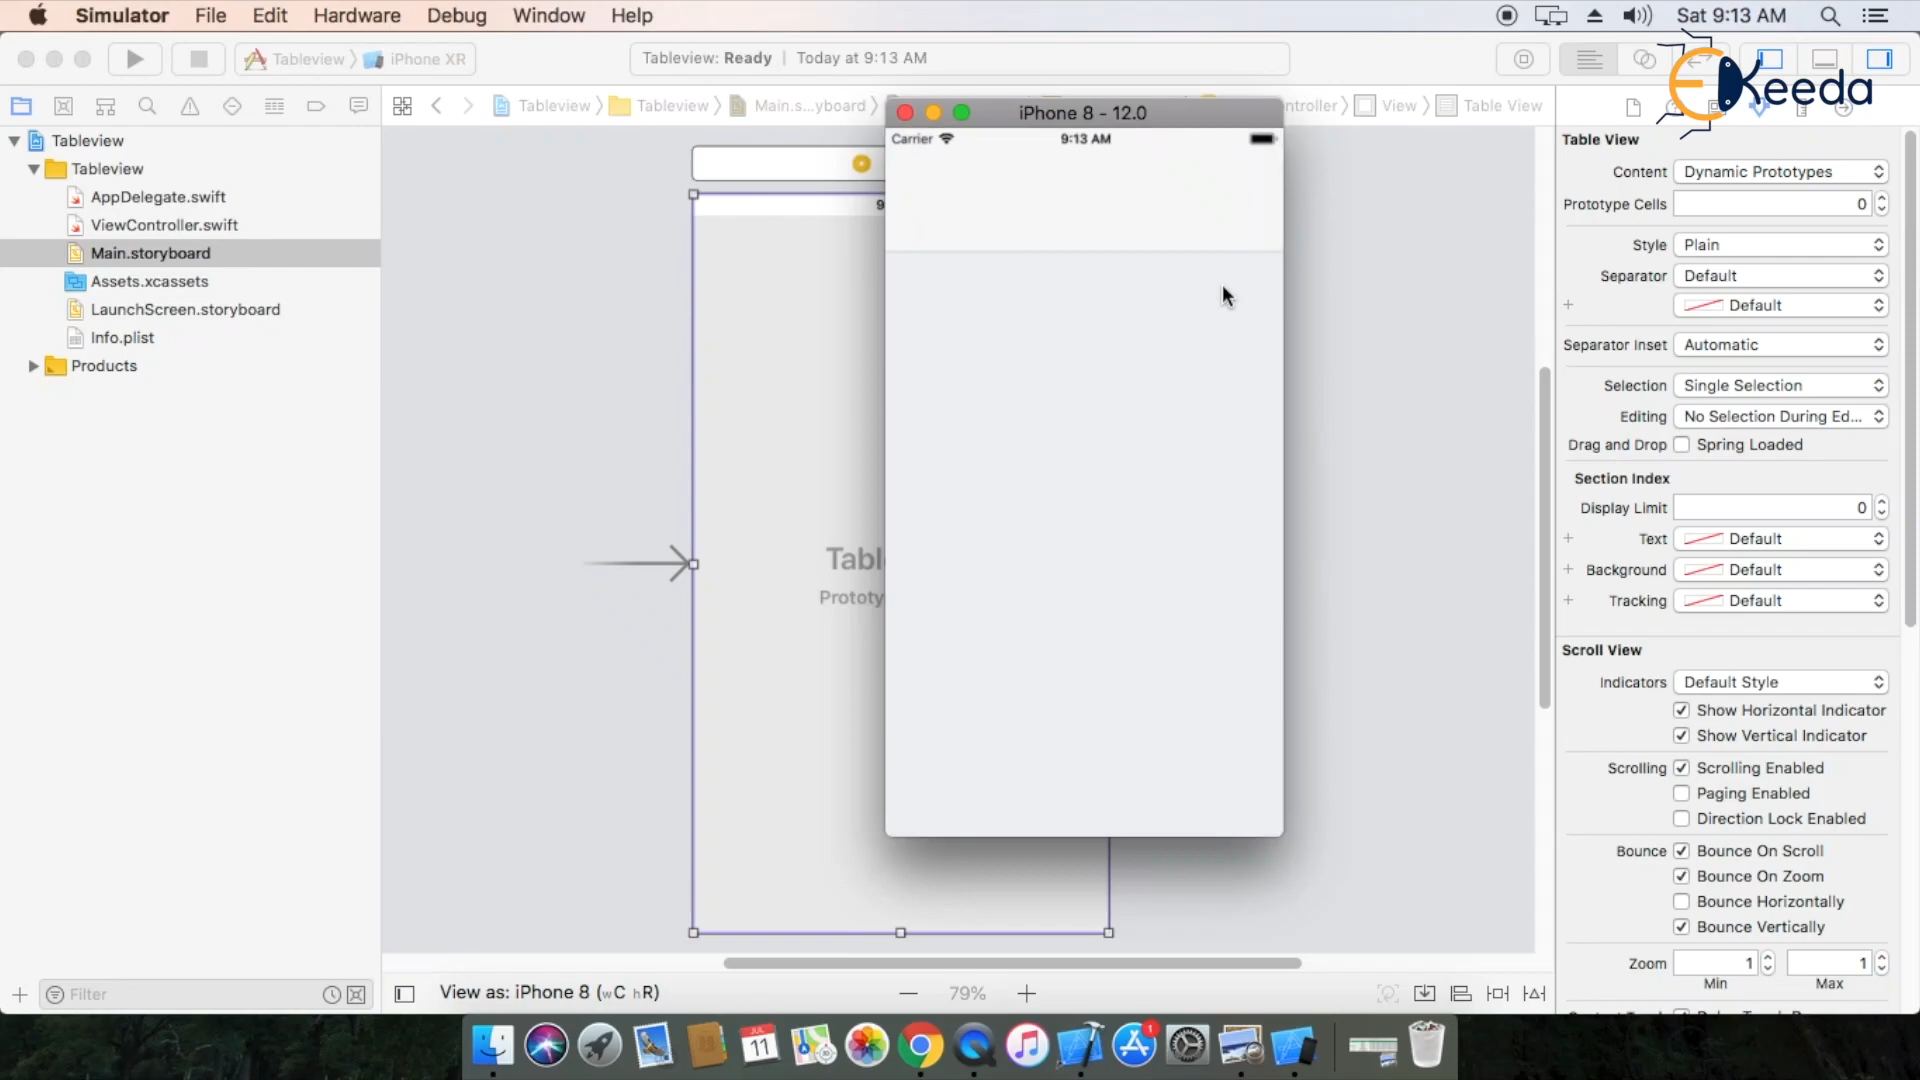 Simulator File Edit Hardware Debug Window Help Sat 9:13 AM
Tableview iPhone XR Tableview: Ready Today at 9:13 AM
EKeeda
Tableview Tableview Main.s...yboard ntroller View Table View
iPhone 8 - 12.0
Carrier 9:13 AM
Tableview
Tableview
AppDelegate.swift
ViewController.swift
Main.storyboard
Assets.xcassets
LaunchScreen.storyboard
Info.plist
Products
9
Tabl
Prototy
Table View
Content Dynamic Prototypes
Prototype Cells 0
Style Plain
Separator Default
+ Default
Separator Inset Automatic
Selection Single Selection
Editing No Selection During Ed...
Drag and Drop Spring Loaded
Section Index
Display Limit 0
+ Text Default
+ Background Default
+ Tracking Default
Scroll View
Indicators Default Style
Show Horizontal Indicator
Show Vertical Indicator
Scrolling Scrolling Enabled
Paging Enabled
Direction Lock Enabled
Bounce Bounce On Scroll
Bounce On Zoom
Bounce Horizontally
Bounce Vertically
Zoom 1 1
Min Max
Filter
View as: iPhone 8 (wC hR) 79%
JUL
11
1